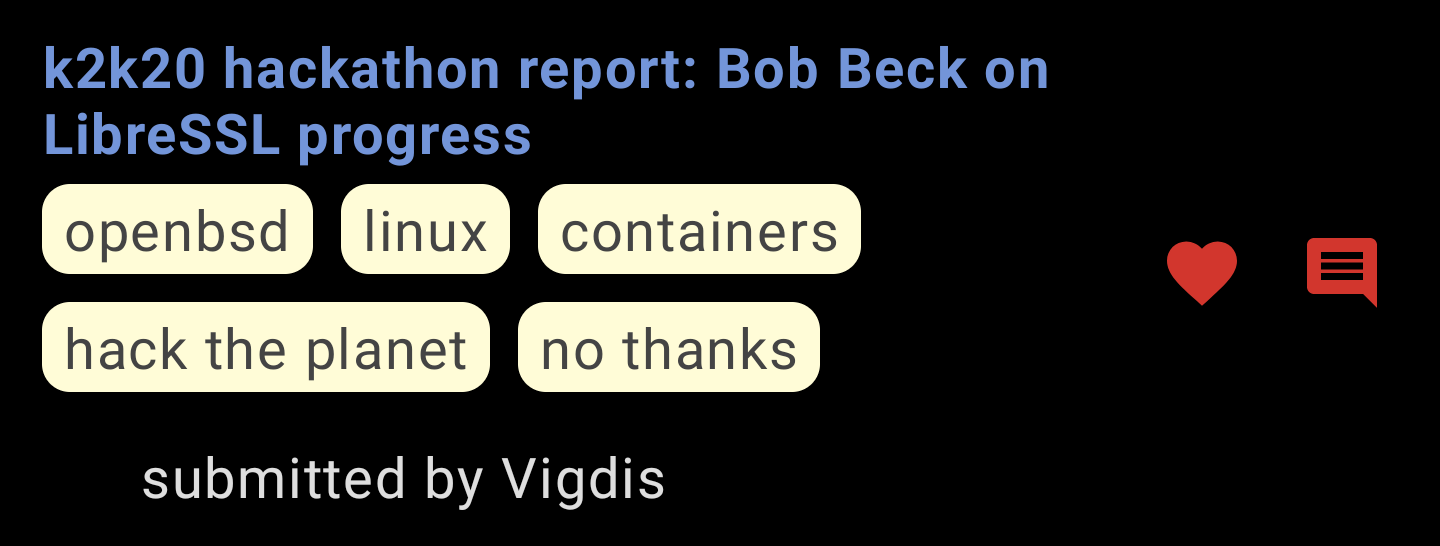 k2k20 hackathon report: Bob Beck on
LibreSSL progress
openbsd linux containers
hack the planet no thanks
submitted by Vigdis